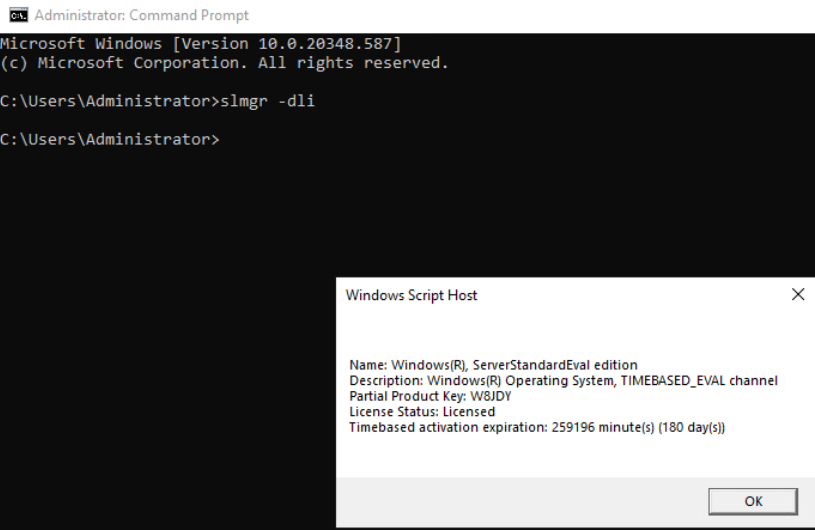 Administrator: Command Prompt
Microsoft Windows [Version 10.0.20348.587]
(c) Microsoft Corporation. All rights reserved.
C:\Users\Administrator>slmgr -dli
C:\Users\Administrator>
Windows Script Host
Name: Windows(R), ServerStandardEval edition
Description: Windows(R) Operating System, TIMEBASED_EVAL channel
Partial Product Key: W8JDY
License Status: Licensed
Timebased activation expiration: 259196 minute(s) (180 day(s))
OK